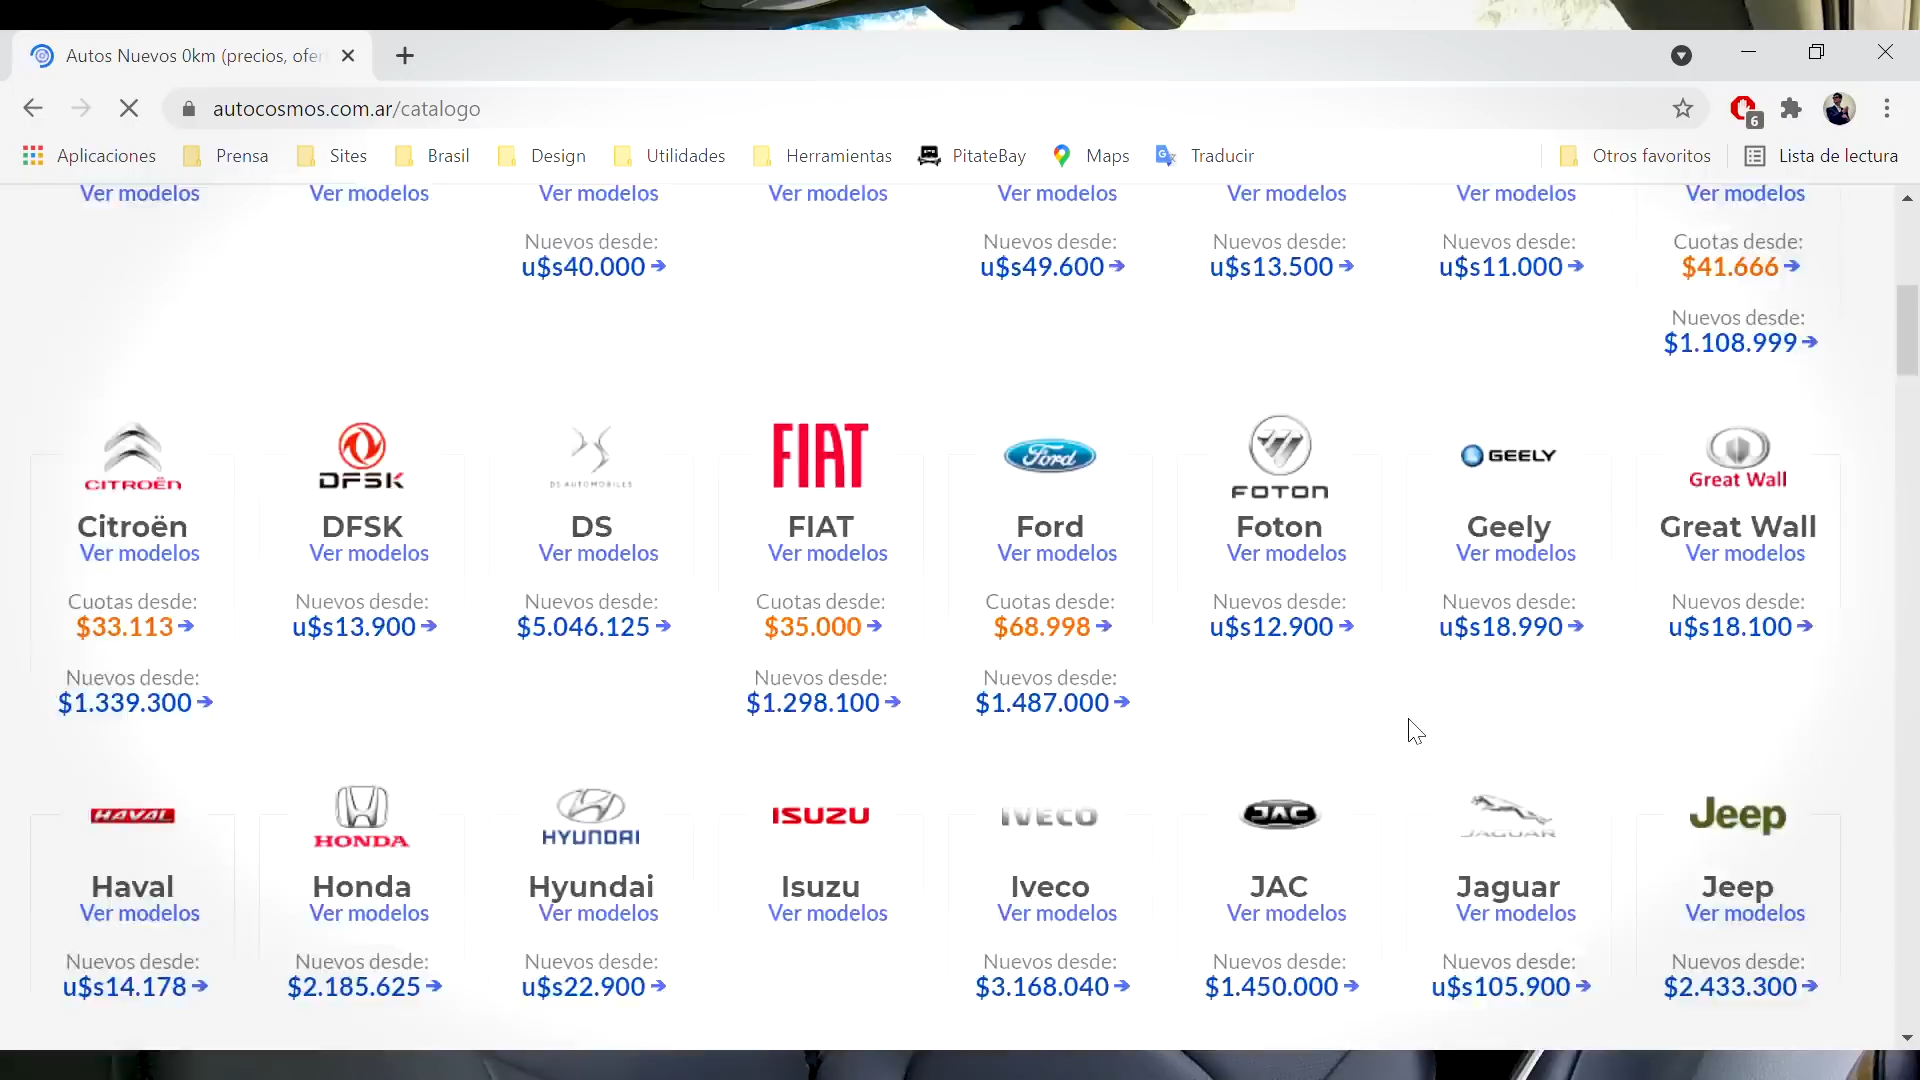 Autos Nuevos 0km (precios, ofer
autocosmos.com.ar/catalogo
6
Aplicaciones Prensa Sites Brasil Design Utilidades Herramientas PitateBay Maps Traducir Otros favoritos Lista de lectura
Ver modelos Ver modelos Ver modelos Ver modelos Ver modelos Ver modelos Ver modelos Ver modelos
Nuevos desde: Nuevos desde: Nuevos desde: Nuevos desde: Cuotas desde:
u$s40.000 u$s49.600 u$s13.500 u$s11.000 $41.666
Nuevos desde:
$1.108.999
CITROËN DFSK DS AUTOMOBILES FIAT Ford FOTON GEELY Great Wall
Citroën DFSK DS FIAT Ford Foton Geely Great Wall
Ver modelos Ver modelos Ver modelos Ver modelos Ver modelos Ver modelos Ver modelos Ver modelos
Cuotas desde: Nuevos desde: Nuevos desde: Cuotas desde: Cuotas desde: Nuevos desde: Nuevos desde: Nuevos desde:
$33.113 u$s13.900 $5.046.125 $35.000 $68.998 u$s12.900 u$s18.990 u$s18.100
Nuevos desde: Nuevos desde: Nuevos desde:
$1.339.300 $1.298.100 $1.487.000
HAVAL HONDA HYUNDAI ISUZU IVECO JAC JAGUAR Jeep
Haval Honda Hyundai Isuzu Iveco JAC Jaguar Jeep
Ver modelos Ver modelos Ver modelos Ver modelos Ver modelos Ver modelos Ver modelos Ver modelos
Nuevos desde: Nuevos desde: Nuevos desde: Nuevos desde: Nuevos desde: Nuevos desde: Nuevos desde:
u$s14.178 $2.185.625 u$s22.900 $3.168.040 $1.450.000 u$s105.900 $2.433.300